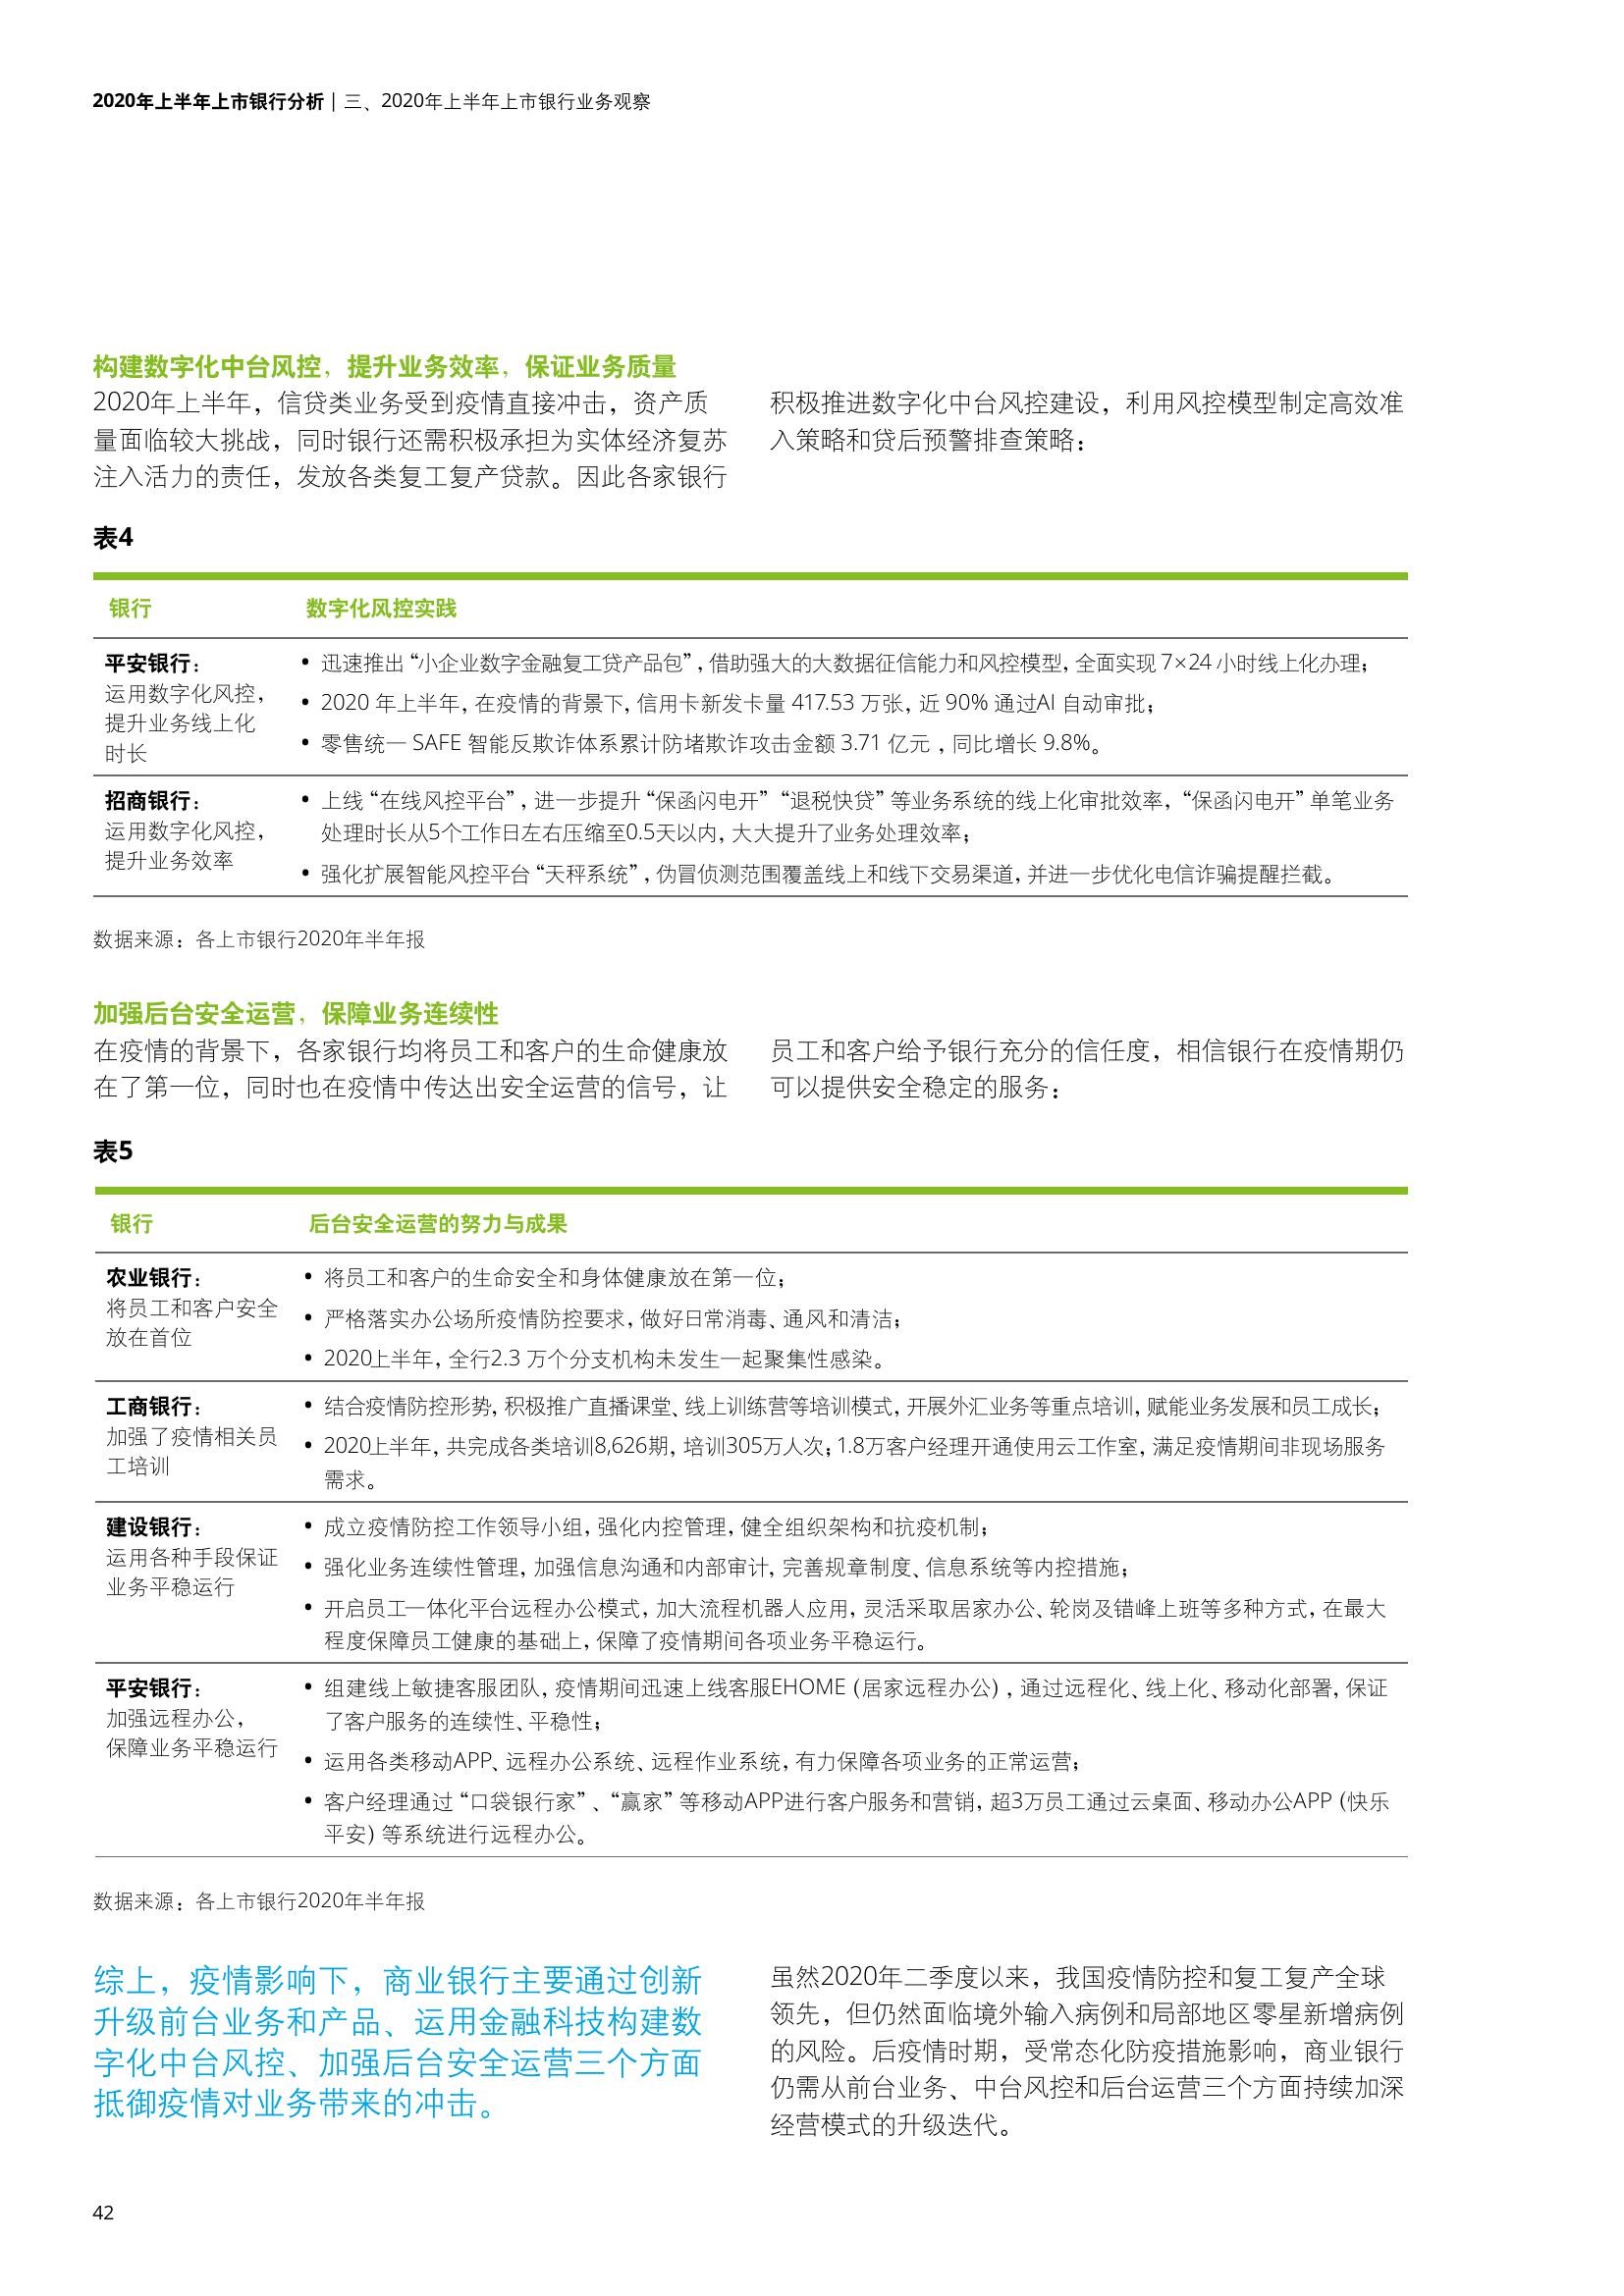 2020年上半年上市银行分析 | 三、2020年上半年上市银行业务观察
构建数字化中台风控，提升业务效率，保证业务质量
2020年上半年，信贷类业务受到疫情直接冲击，资产质
量面临较大挑战，同时银行还需积极承担为实体经济复苏
注入活力的责任，发放各类复工复产贷款。因此各家银行
积极推进数字化中台风控建设，利用风控模型制定高效准
入策略和贷后预警排查策略：
表4
银行 数字化风控实践
平安银行：
运用数字化风控，
提升业务线上化
时长
• 迅速推出“小企业数字金融复工贷产品包”，借助强大的大数据征信能力和风控模型，全面实现 7×24 小时线上化办理；
• 2020 年上半年，在疫情的背景下，信用卡新发卡量 417.53 万张，近 90% 通过AI 自动审批；
• 零售统一 SAFE 智能反欺诈体系累计防堵欺诈攻击金额 3.71 亿元 ，同比增长 9.8%。
招商银行：
运用数字化风控，
提升业务效率
• 上线“在线风控平台”，进一步提升“保函闪电开”“退税快贷”等业务系统的线上化审批效率，“保函闪电开”单笔业务
处理时长从5个工作日左右压缩至0.5天以内，大大提升了业务处理效率；
• 强化扩展智能风控平台“天秤系统”，伪冒侦测范围覆盖线上和线下交易渠道，并进一步优化电信诈骗提醒拦截。
数据来源：各上市银行2020年半年报
加强后台安全运营，保障业务连续性
在疫情的背景下，各家银行均将员工和客户的生命健康放
在了第一位，同时也在疫情中传达出安全运营的信号，让
员工和客户给予银行充分的信任度，相信银行在疫情期仍
可以提供安全稳定的服务：
表5
银行 后台安全运营的努力与成果
农业银行：
将员工和客户安全
放在首位
• 将员工和客户的生命安全和身体健康放在第一位；
• 严格落实办公场所疫情防控要求，做好日常消毒、通风和清洁；
• 2020上半年，全行2.3 万个分支机构未发生一起聚集性感染。
工商银行：
加强了疫情相关员
工培训
• 结合疫情防控形势，积极推广直播课堂、线上训练营等培训模式，开展外汇业务等重点培训，赋能业务发展和员工成长；
• 2020上半年，共完成各类培训8,626期，培训305万人次；1.8万客户经理开通使用云工作室，满足疫情期间非现场服务
需求。
建设银行：
运用各种手段保证
业务平稳运行
• 成立疫情防控工作领导小组，强化内控管理，健全组织架构和抗疫机制；
• 强化业务连续性管理，加强信息沟通和内部审计，完善规章制度、信息系统等内控措施；
• 开启员工一体化平台远程办公模式，加大流程机器人应用，灵活采取居家办公、轮岗及错峰上班等多种方式，在最大
程度保障员工健康的基础上，保障了疫情期间各项业务平稳运行。
平安银行：
加强远程办公，
保障业务平稳运行
• 组建线上敏捷客服团队，疫情期间迅速上线客服EHOME（居家远程办公），通过远程化、线上化、移动化部署，保证
了客户服务的连续性、平稳性；
• 运用各类移动APP、远程办公系统、远程作业系统，有力保障各项业务的正常运营；
• 客户经理通过“口袋银行家”、“赢家”等移动APP进行客户服务和营销，超3万员工通过云桌面、移动办公APP（快乐
平安）等系统进行远程办公。
数据来源：各上市银行2020年半年报
综上，疫情影响下，商业银行主要通过创新
升级前台业务和产品、运用金融科技构建数
字化中台风控、加强后台安全运营三个方面
抵御疫情对业务带来的冲击。
虽然2020年二季度以来，我国疫情防控和复工复产全球
领先，但仍然面临境外输入病例和局部地区零星新增病例
的风险。后疫情时期，受常态化防疫措施影响，商业银行
仍需从前台业务、中台风控和后台运营三个方面持续加深
经营模式的升级迭代。
42